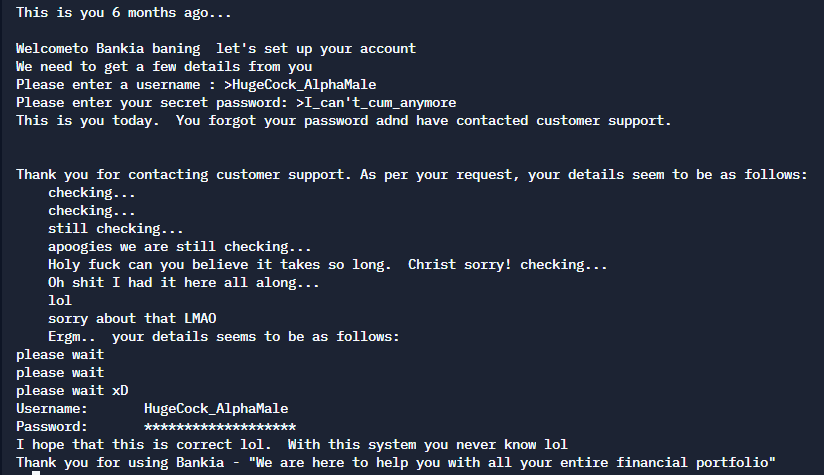 This is you 6 months ago...
Welcometo Bankia baning  let's set up your account
We need to get a few details from you
Please enter a username : >HugeCock_AlphaMale
Please enter your secret password: >I_can't_cum_anymore
This is you today.  You forgot your password adnd have contacted customer support.
Thank you for contacting customer support. As per your request, your details seem to be as follows:
checking...
checking...
still checking...
apoogies we are still checking...
Holy fuck can you believe it takes so long.  Christ sorry! checking...
Oh shit I had it here all along...
lol
sorry about that LMAO
Ergm..  your details seems to be as follows:
please wait
please wait
please wait xD
Username:       HugeCock_AlphaMale
Password:       *******************
I hope that this is correct lol.  With this system you never know lol
Thank you for using Bankia - "We are here to help you with all your entire financial portfolio"